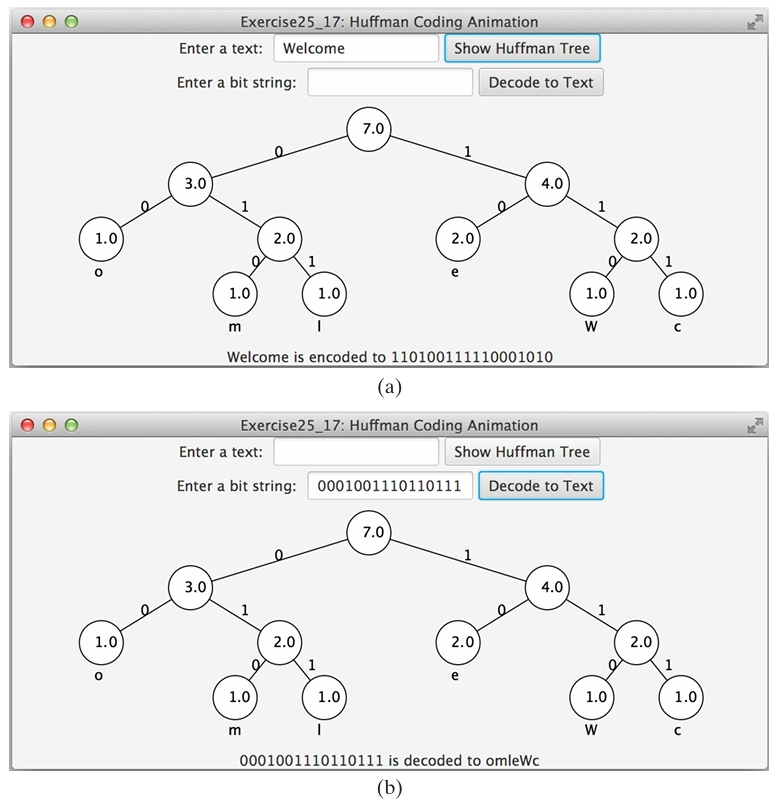 Exercise25_17: Huffman Coding Animation
Enter a text: Welcome Show Huffman Tree
Enter a bit string: Decode to Text
7.0
0 1
3.0 4.0
0 1 0 1
1.0 2.0 2.0 2.0
o 0 1 e 0 1
1.0 1.0 1.0 1.0
m l W c
Welcome is encoded to 110100111110001010
(a)
Exercise25_17: Huffman Coding Animation
Enter a text: Show Huffman Tree
Enter a bit string: 0001001110110111 Decode to Text
7.0
0 1
3.0 4.0
0 1 0 1
1.0 2.0 2.0 2.0
o 0 1 e 0 1
1.0 1.0 1.0 1.0
m l W c
0001001110110111 is decoded to omleWc
(b)